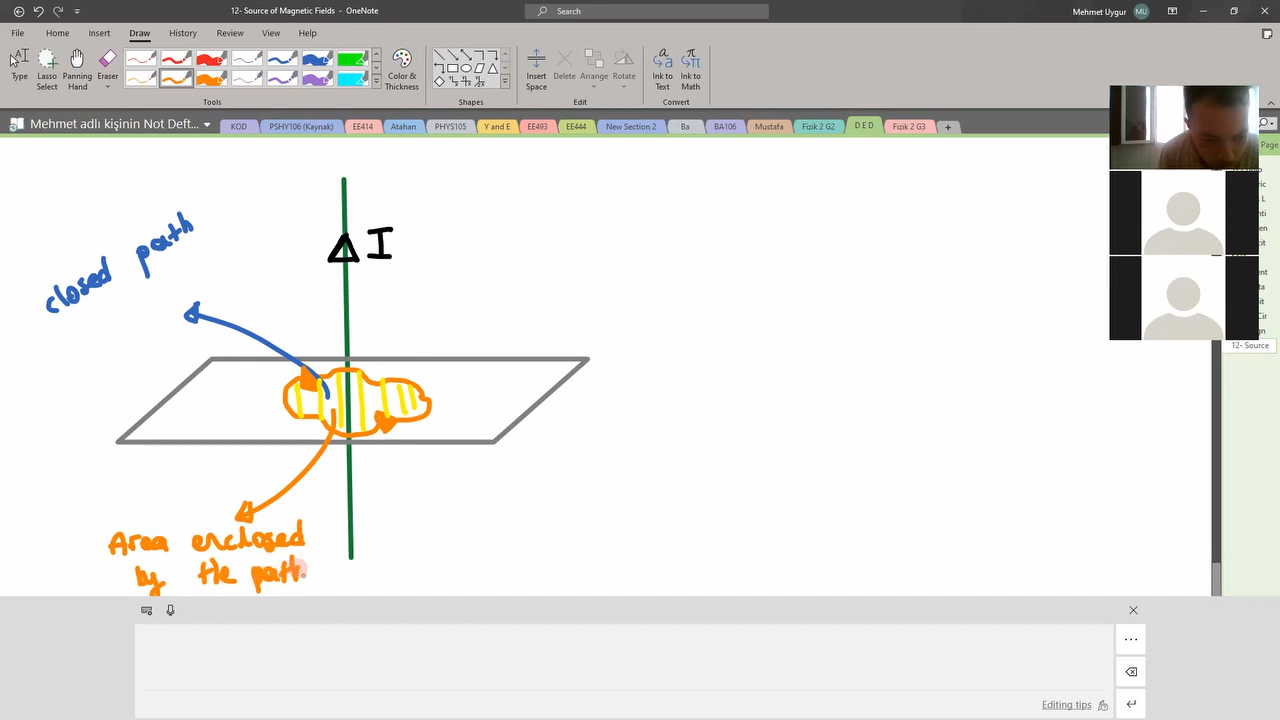 12- Source of Magnetic Fields - OneNote
Search
Mehmet Uygur
MU
File
Home
Insert
Draw
History
Review
View
Help
Type
Lasso
Select
Panning
Hand
Eraser
Color &
Thickness
Insert
Space
Delete
Arrange
Rotate
Ink to
Text
Ink to
Math
Tools
Shapes
Edit
Convert
Mehmet adlı kişinin Not Deft...
KOD
PSHY106 (Kaynak)
EE414
Atahan
PHYS105
Y and E
EE493
EE444
New Section 2
Ba
BA106
Mustafa
Fizik 2 G2
D E D
Fizik 2 G3
Page
12- Source
closed path
I
Area enclosed
by the path
Editing tips